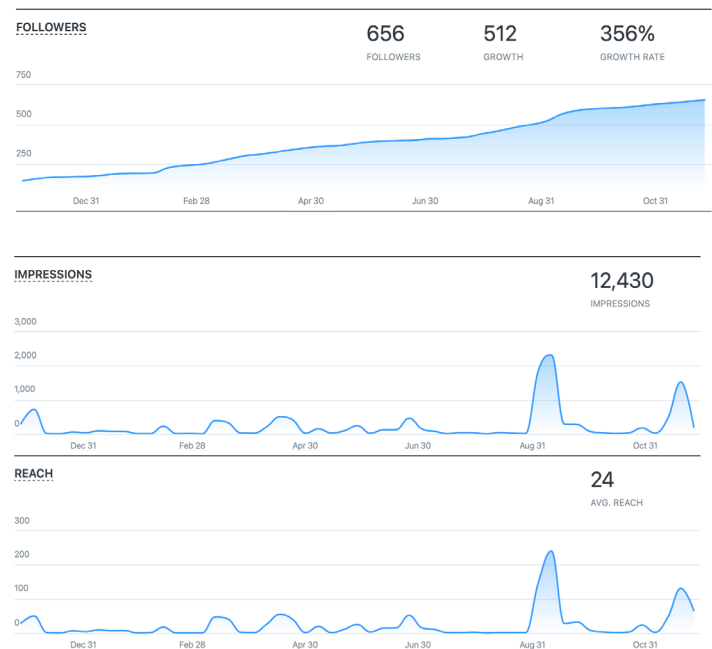 FOLLOWERS
656 512 356%
FOLLOWERS GROWTH GROWTH RATE
750
500
250
Dec 31 Feb 28 Apr 30 Jun 30 Aug 31 Oct 31
IMPRESSIONS
12,430
IMPRESSIONS
3,000
2,000
1,000
0
Dec 31 Feb 28 Apr 30 Jun 30 Aug 31 Oct 31
REACH
24
AVG. REACH
300
200
100
0
Dec 31 Feb 28 Apr 30 Jun 30 Aug 31 Oct 31